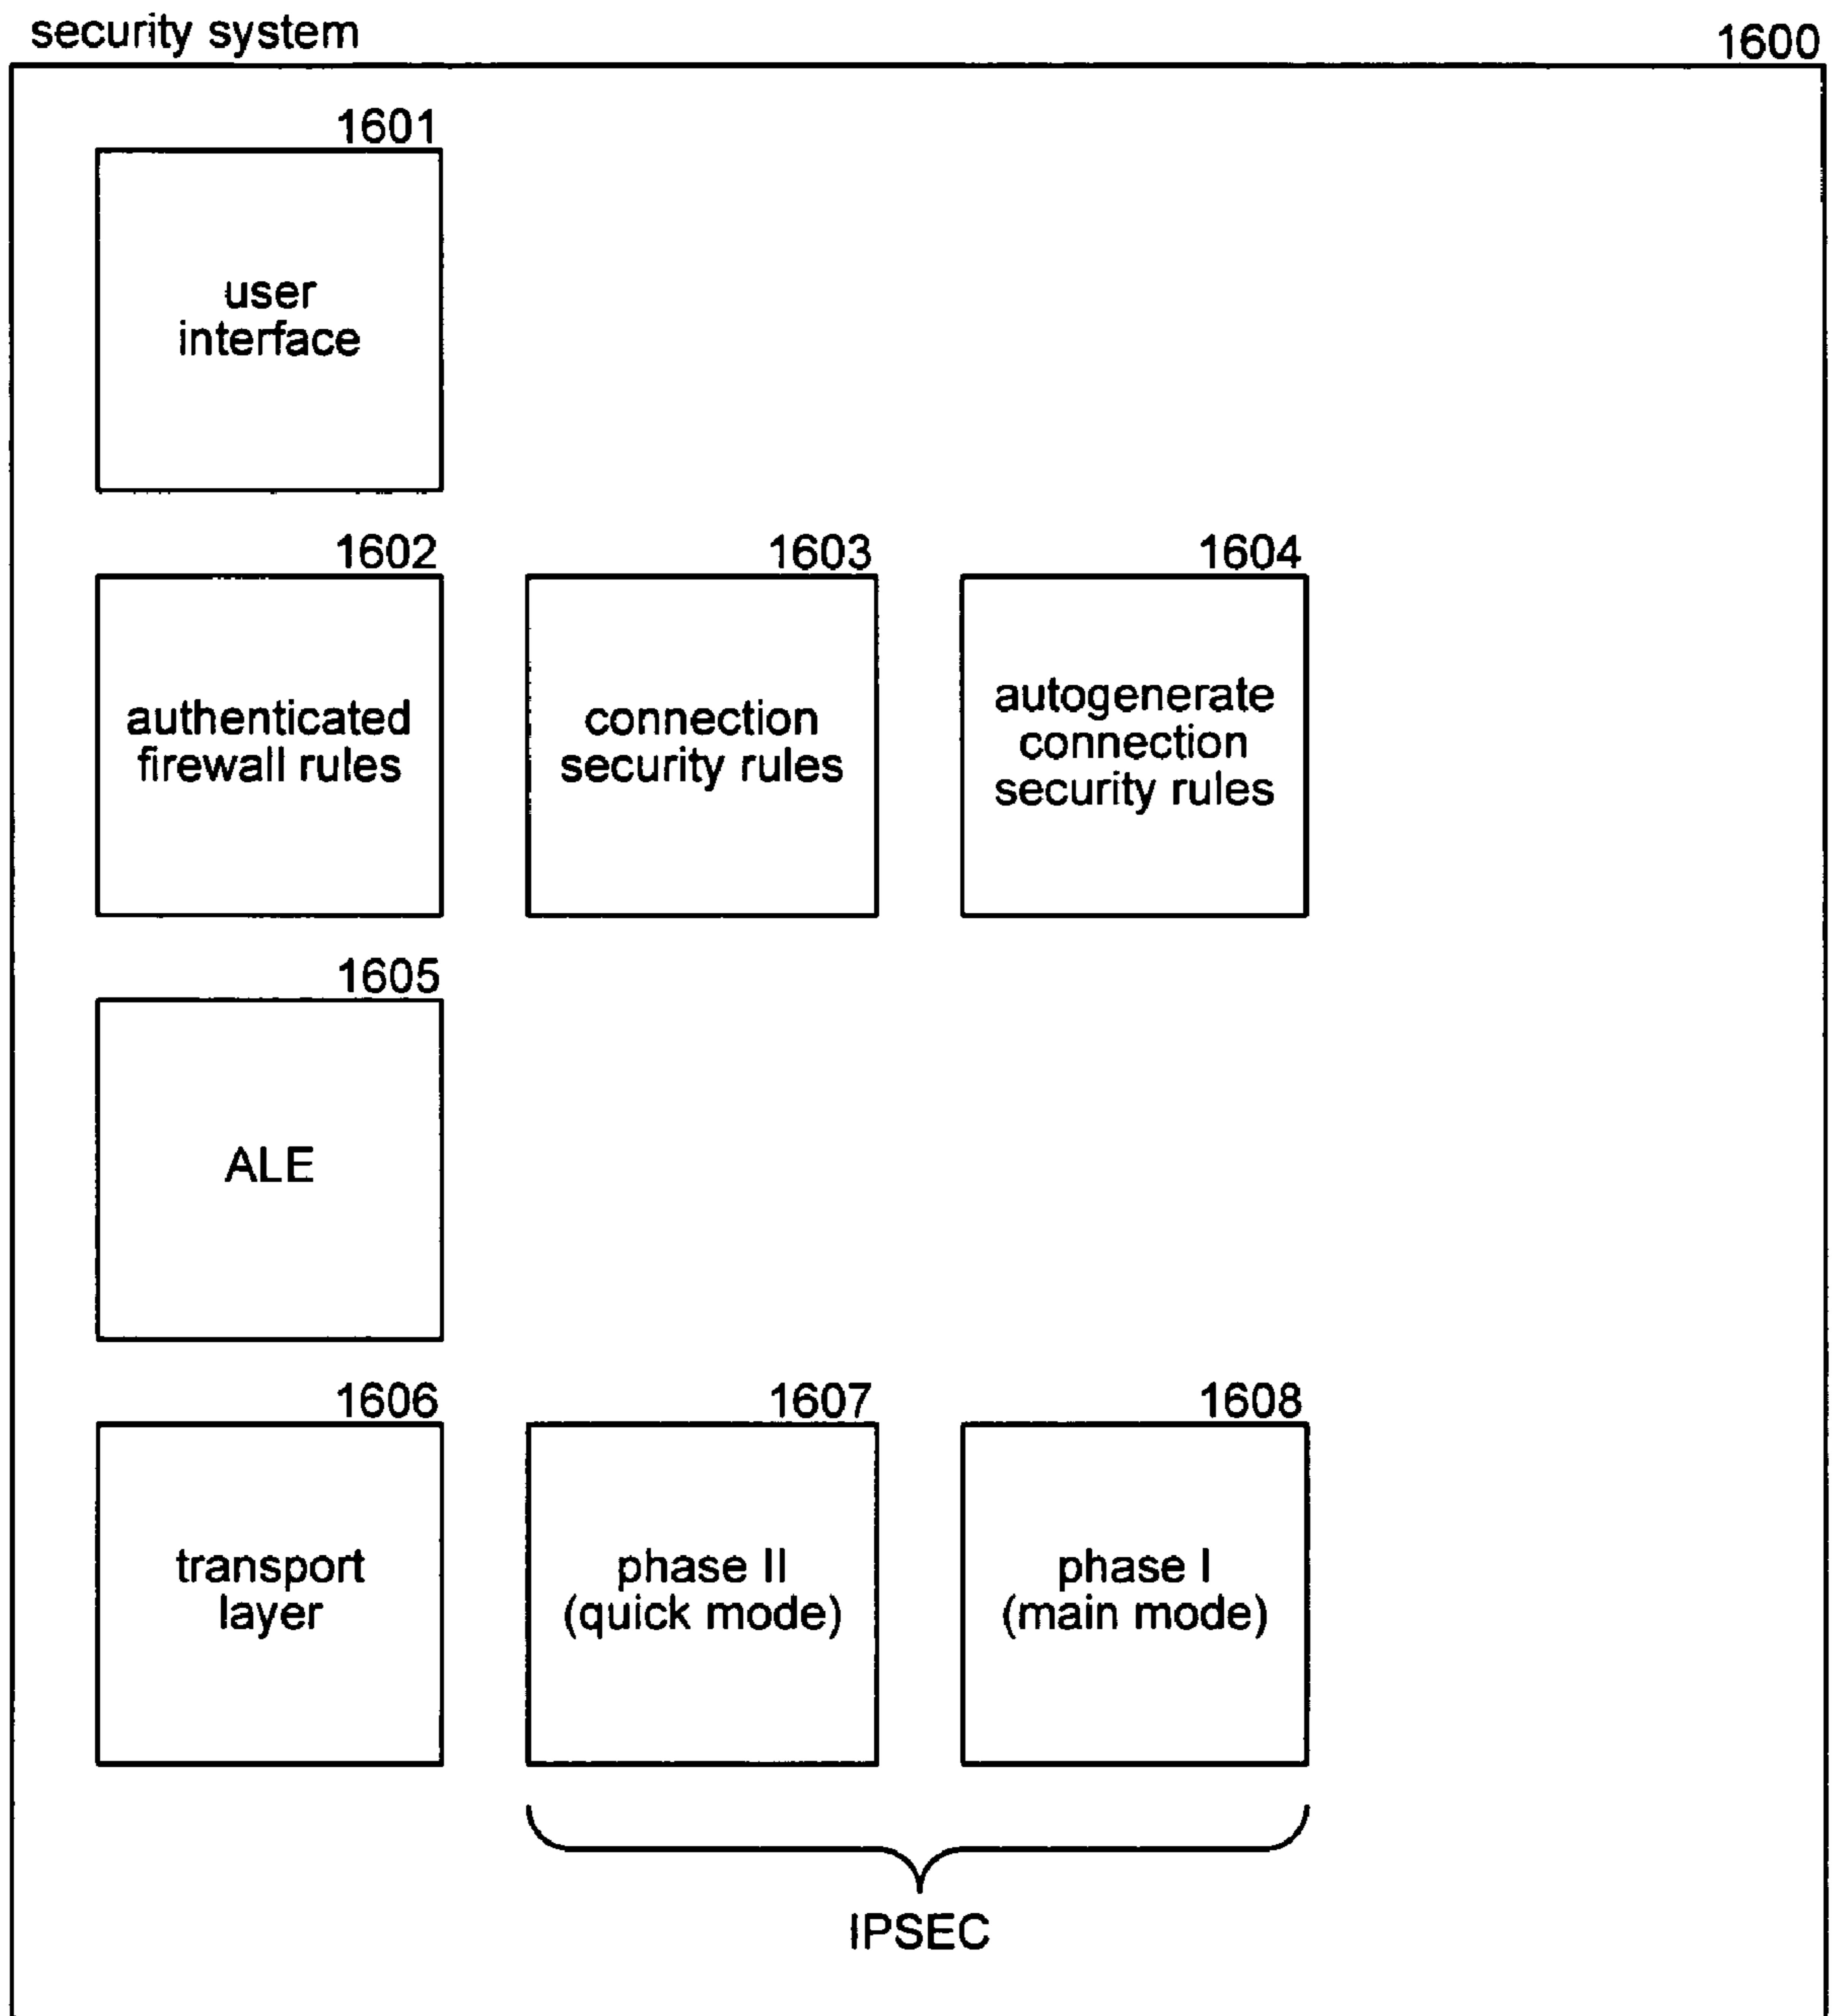 security system
1600
1601
user
interface
1602
1603
1604
authenticated
firewall rules
connection
security rules
autogenerate
connection
security rules
1605
ALE
1606
1607
1608
transport
layer
phase II
(quick mode)
phase I
(main mode)
IPSEC